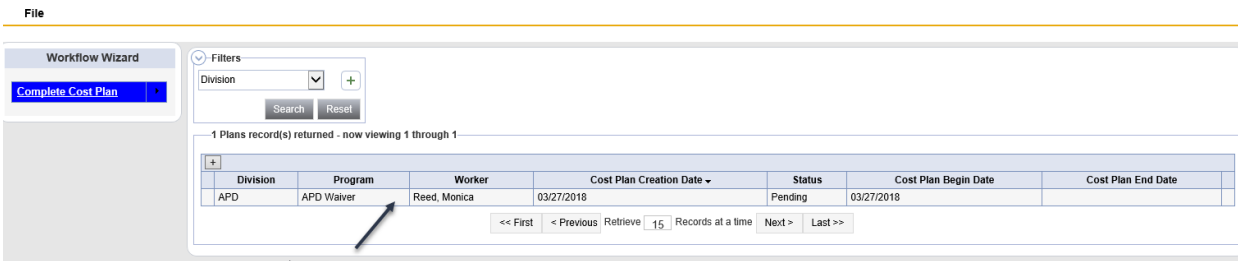 File
Workflow Wizard
Complete Cost Plan
Filters
Division
+
Search Reset
1 Plans record(s) returned - now viewing 1 through 1
+
Division Program Worker Cost Plan Creation Date Status Cost Plan Begin Date Cost Plan End Date
APD APD Waiver Reed, Monica 03/27/2018 Pending 03/27/2018
<< First < Previous Retrieve 15 Records at a time Next > Last >>